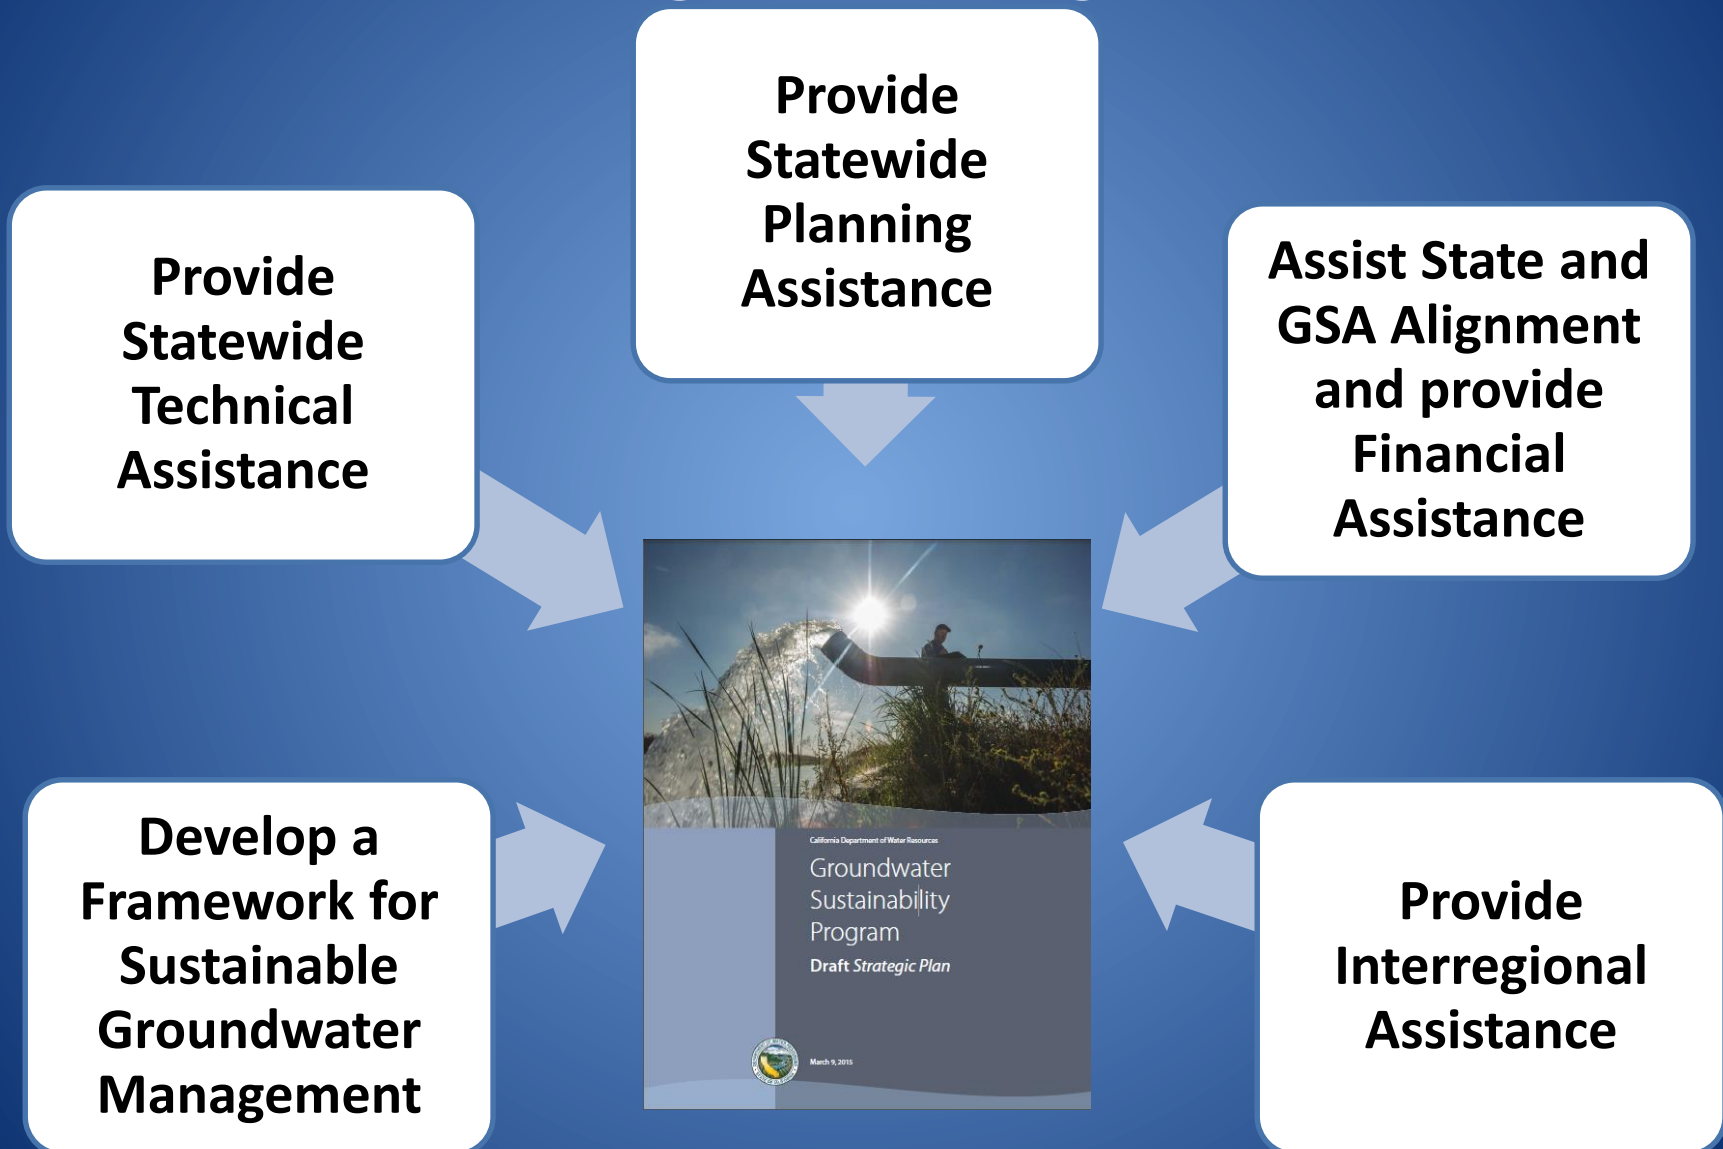 Provide
Statewide
Planning
Assistance
Provide
Statewide
Technical
Assistance
Assist State and
GSA Alignment
and provide
Financial
Assistance
Develop a
Framework for
Sustainable
Groundwater
Management
California Department of Water Resources
Groundwater
Sustainability
Program
Draft Strategic Plan
March 9, 2015
Provide
Interregional
Assistance